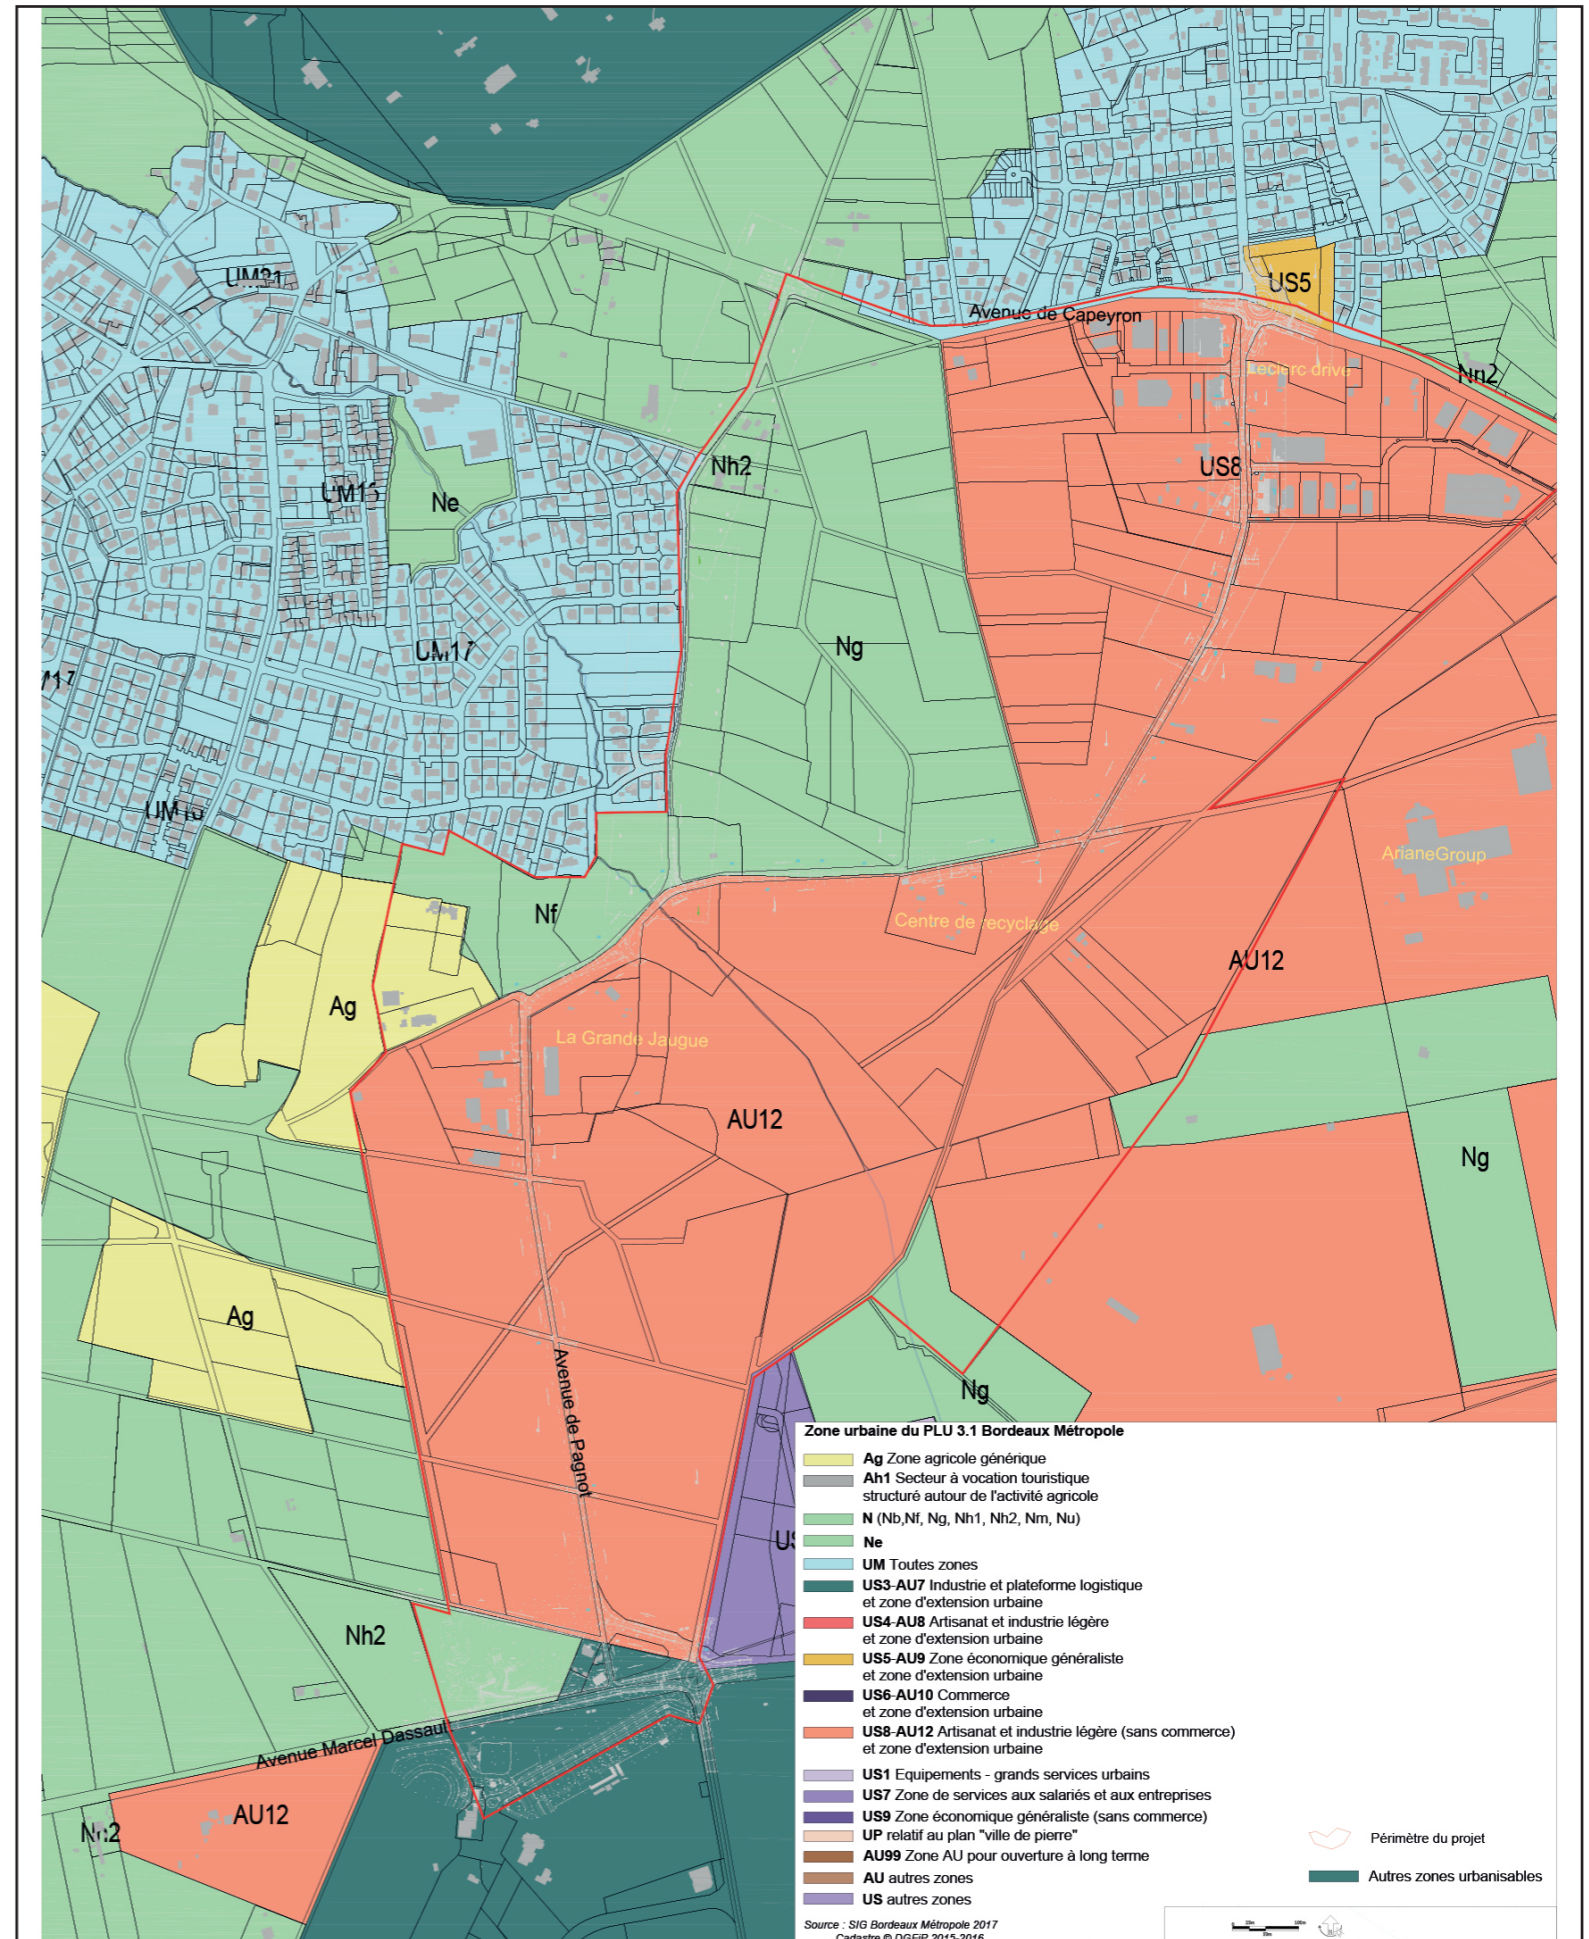 UM21
US5
Avenue de Capeyron
Leclerc drive
Nh2
Nh2
US8
UM15
Ne
Ng
UM17
ArianeGroup
Nf
Centre de recyclage
AU12
Ag
La Grande Jaugue
AU12
Ng
Ag
Avenue de Pagnot
Ng
Nh2
Avenue Marcel Dassault
AU12
Zone urbaine du PLU 3.1 Bordeaux Métropole
Ag Zone agricole générique
Ah1 Secteur à vocation touristique
structuré autour de l'activité agricole
N (Nb,Nf, Ng, Nh1, Nh2, Nm, Nu)
Ne
UM Toutes zones
US3-AU7 Industrie et plateforme logistique
et zone d'extension urbaine
US4-AU8 Artisanat et industrie légère
et zone d'extension urbaine
US5-AU9 Zone économique généraliste
et zone d'extension urbaine
US6-AU10 Commerce
et zone d'extension urbaine
US8-AU12 Artisanat et industrie légère (sans commerce)
et zone d'extension urbaine
US1 Equipements - grands services urbains
US7 Zone de services aux salariés et aux entreprises
US9 Zone économique généraliste (sans commerce)
UP relatif au plan "ville de pierre"
AU99 Zone AU pour ouverture à long terme
AU autres zones
US autres zones
Périmètre du projet
Autres zones urbanisables
Source : SIG Bordeaux Métropole 2017
Cadastre © DGFiP 2015-2016